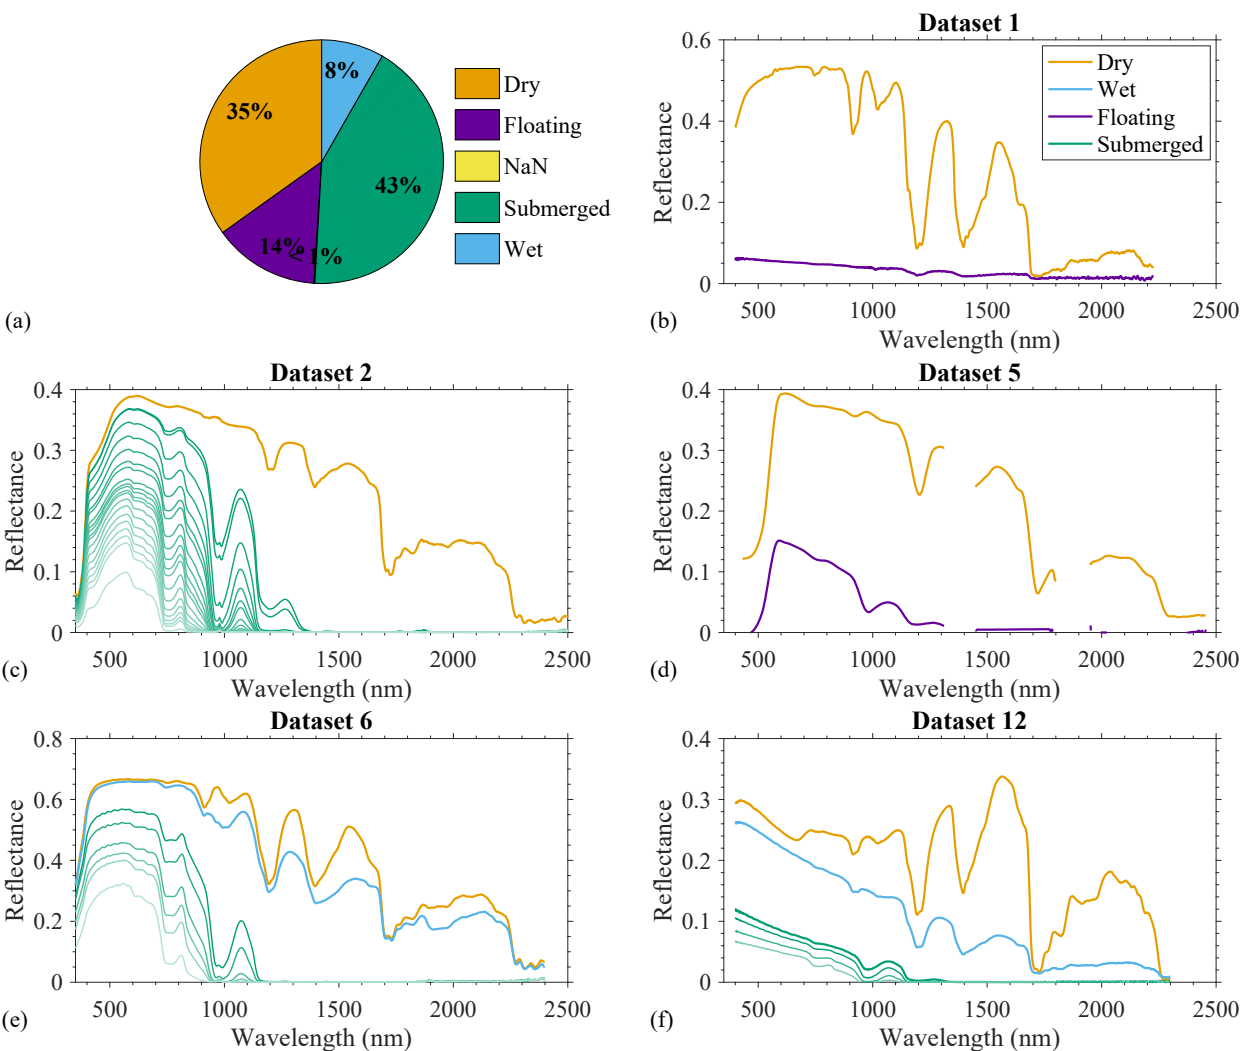 8%
35%
43%
14%
< 1%
Dry
Floating
NaN
Submerged
Wet
(a)
Dataset 1
Reflectance
0.6
0.4
0.2
0
Dry
Wet
Floating
Submerged
500 1000 1500 2000 2500
Wavelength (nm)
(b)
Dataset 2
Reflectance
0.4
0.3
0.2
0.1
0
500 1000 1500 2000 2500
Wavelength (nm)
(c)
Dataset 5
Reflectance
0.4
0.3
0.2
0.1
0
500 1000 1500 2000 2500
Wavelength (nm)
(d)
Dataset 6
Reflectance
0.8
0.6
0.4
0.2
0
500 1000 1500 2000 2500
Wavelength (nm)
(e)
Dataset 12
Reflectance
0.4
0.3
0.2
0.1
0
500 1000 1500 2000 2500
Wavelength (nm)
(f)